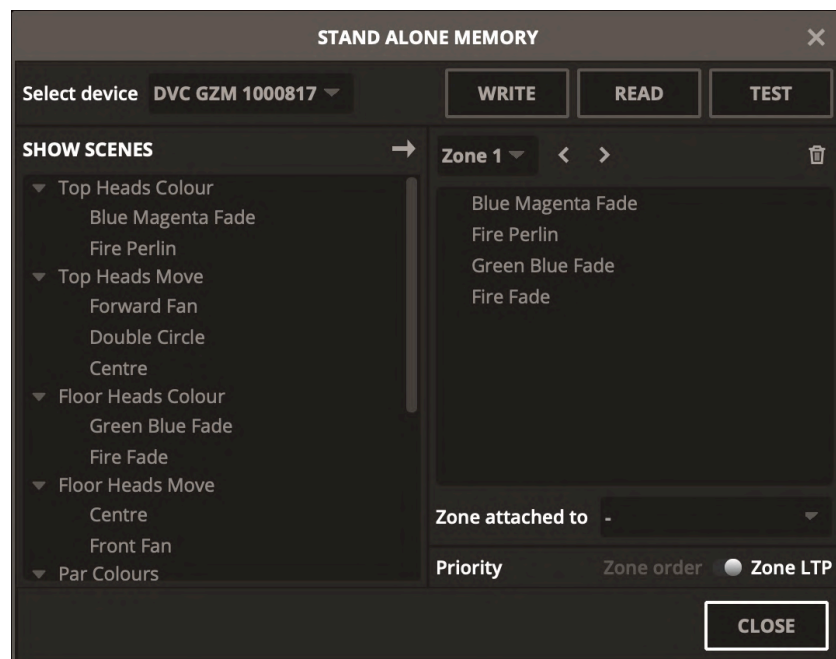 STAND ALONE MEMORY
Select device DVC GZM 1000817
WRITE READ TEST
SHOW SCENES
Top Heads Colour
Blue Magenta Fade
Fire Perlin
Top Heads Move
Forward Fan
Double Circle
Centre
Floor Heads Colour
Green Blue Fade
Fire Fade
Floor Heads Move
Centre
Front Fan
Par Colours
Zone 1
Blue Magenta Fade
Fire Perlin
Green Blue Fade
Fire Fade
Zone attached to -
Priority Zone order Zone LTP
CLOSE